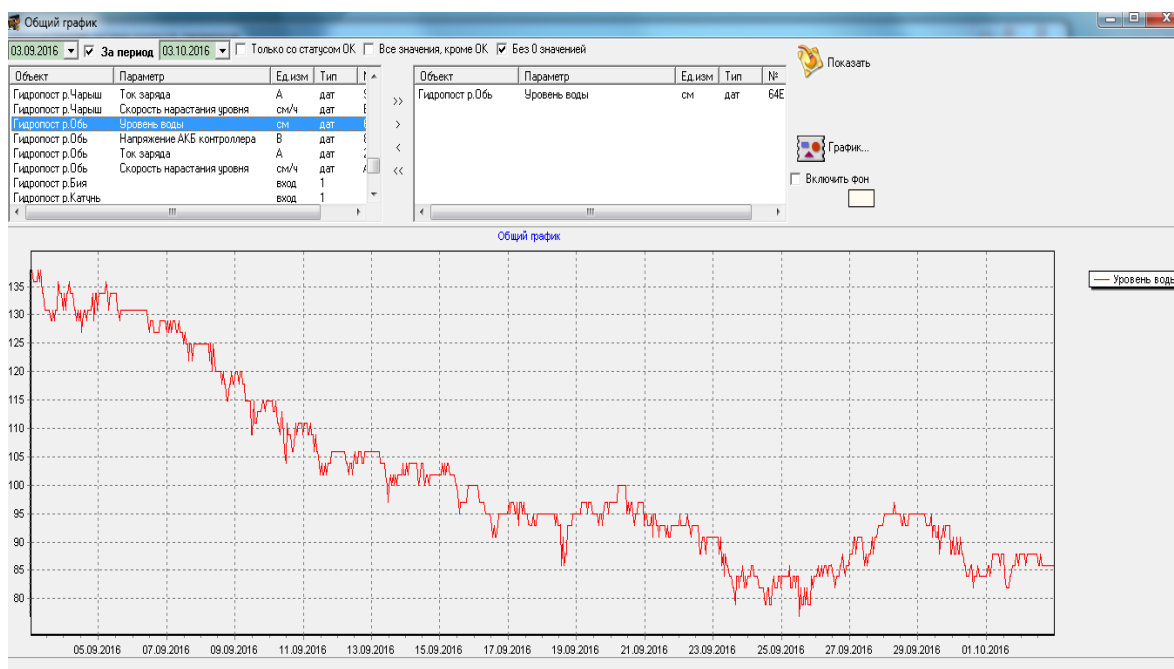 Общий график
03.09.2016 За период 03.10.2016 Только со статусом ОК Все значения, кроме ОК Без 0 значений
Показать
Объект Параметр Ед.изм Тип
Гидропост р.Чарыш Ток заряда А дат
Гидропост р.Чарыш Скорость нарастания уровня см/ч дат
Гидропост р.Обь Уровень воды см дат
Гидропост р.Обь Напряжение АКБ контроллера В дат
Гидропост р.Обь Ток заряда А дат
Гидропост р.Обь Скорость нарастания уровня см/ч дат
Гидропост р.Бия вход 1
Гидропост р.Катунь вход 1
>>
>
<
<<
Объект Параметр Ед.изм Тип №
Гидропост р.Обь Уровень воды см дат 64E
График...
Включить фон
Общий график
Уровень воды
135
130
125
120
115
110
105
100
95
90
85
80
05.09.2016 07.09.2016 09.09.2016 11.09.2016 13.09.2016 15.09.2016 17.09.2016 19.09.2016 21.09.2016 23.09.2016 25.09.2016 27.09.2016 29.09.2016 01.10.2016